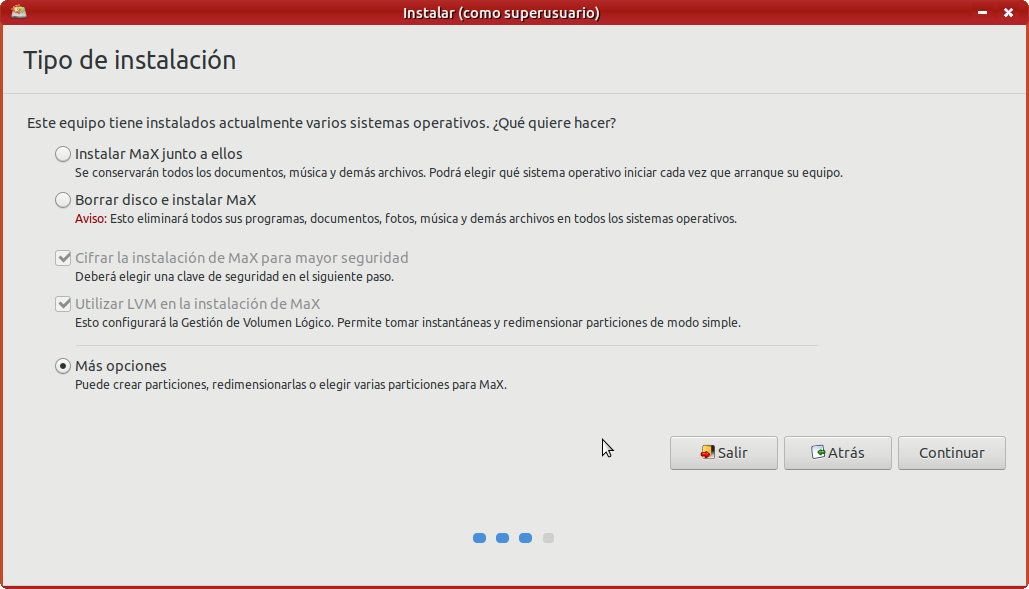 Instalar (como superusuario)
Tipo de instalación
Este equipo tiene instalados actualmente varios sistemas operativos. ¿Qué quiere hacer?
Instalar MaX junto a ellos
Se conservarán todos los documentos, música y demás archivos. Podrá elegir qué sistema operativo iniciar cada vez que arranque su equipo.
Borrar disco e instalar MaX
Aviso: Esto eliminará todos sus programas, documentos, fotos, música y demás archivos en todos los sistemas operativos.
Cifrar la instalación de MaX para mayor seguridad
Deberá elegir una clave de seguridad en el siguiente paso.
Utilizar LVM en la instalación de MaX
Esto configurará la Gestión de Volumen Lógico. Permite tomar instantáneas y redimensionar particiones de modo simple.
Más opciones
Puede crear particiones, redimensionarlas o elegir varias particiones para MaX.
Salir Atrás Continuar